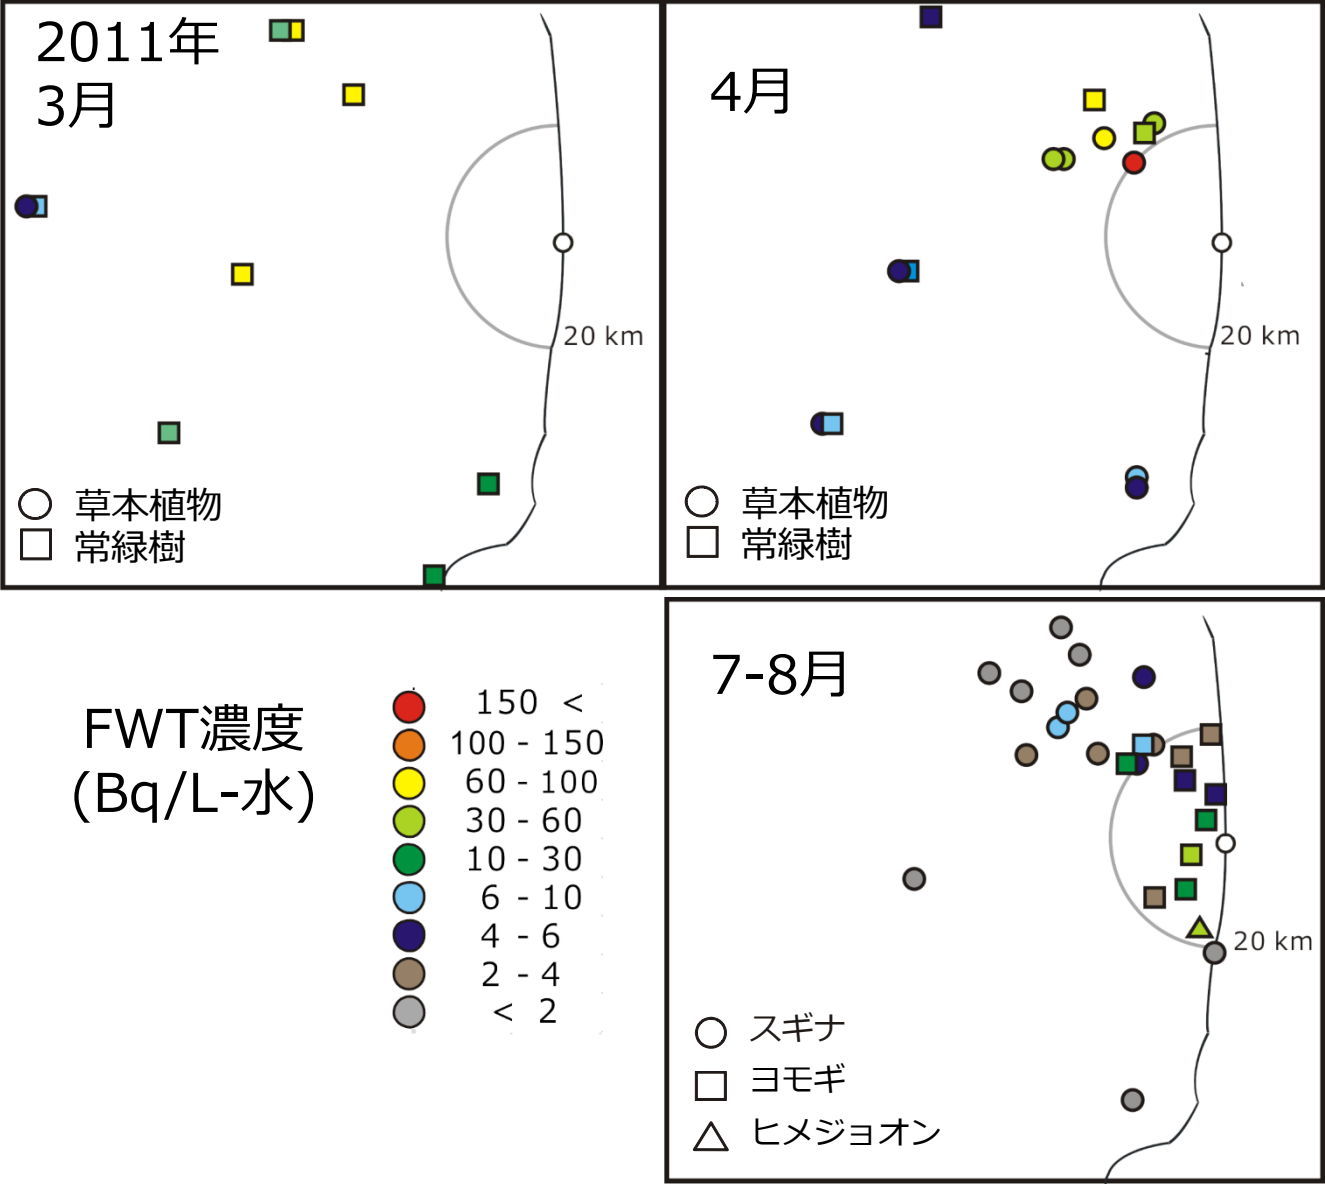 2011年
3月
20 km
草本植物
常緑樹
4月
20 km
草本植物
常緑樹
FWT濃度
(Bq/L-水)
150 <
100 - 150
60 - 100
30 - 60
10 - 30
6 - 10
4 - 6
2 - 4
< 2
7-8月
20 km
スギナ
ヨモギ
ヒメジョオン